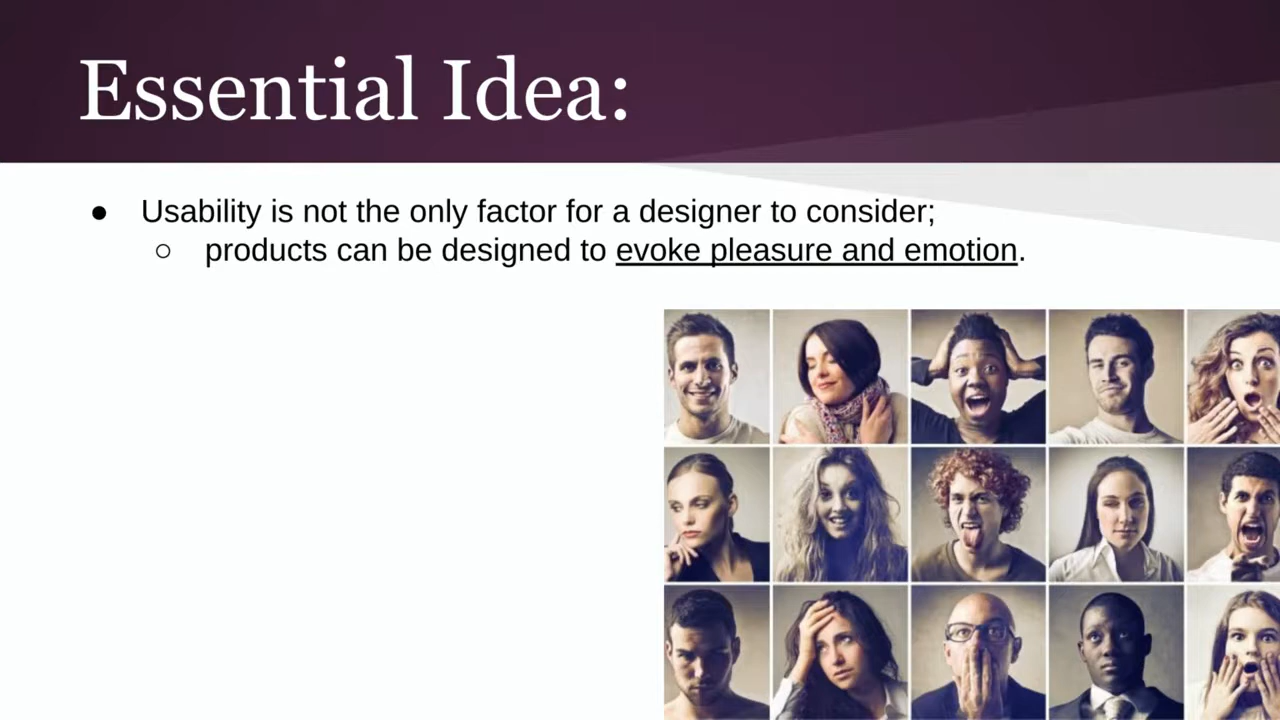 Essential Idea:
● Usability is not the only factor for a designer to consider;
○ products can be designed to evoke pleasure and emotion.